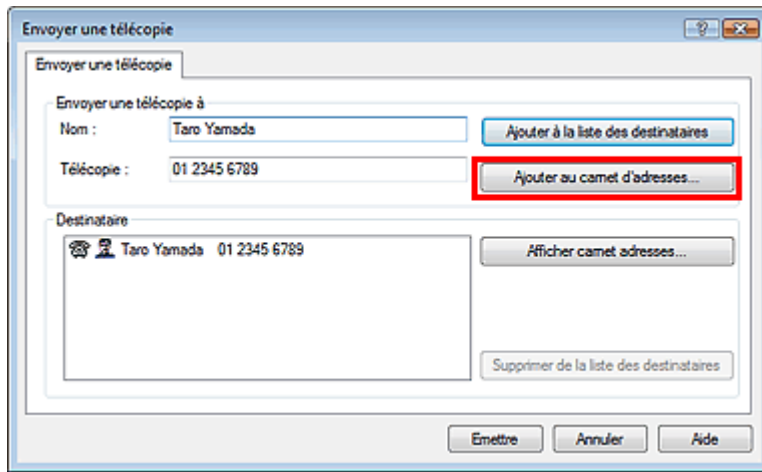 Envoyer une télécopie
Envoyer une télécopie
Envoyer une télécopie à
Nom : Taro Yamada Ajouter à la liste des destinataires
Télécopie : 01 2345 6789 Ajouter au carnet d'adresses...
Destinataire
Taro Yamada 01 2345 6789 Afficher carnet adresses...
Supprimer de la liste des destinataires
Emettre Annuler Aide